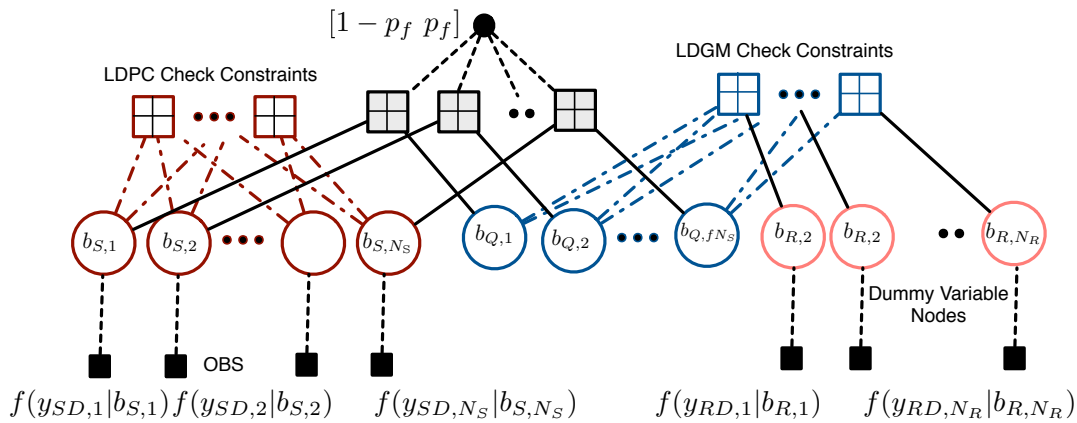 [1 − p_f p_f]
LDPC Check Constraints
LDGM Check Constraints
b_{S,1} b_{S,2} b_{S,N_S} b_{Q,1} b_{Q,2} b_{Q,fN_S} b_{R,2} b_{R,2} b_{R,N_R}
Dummy Variable
Nodes
OBS
f(y_{SD,1}|b_{S,1}) f(y_{SD,2}|b_{S,2}) f(y_{SD,N_S}|b_{S,N_S}) f(y_{RD,1}|b_{R,1}) f(y_{RD,N_R}|b_{R,N_R})